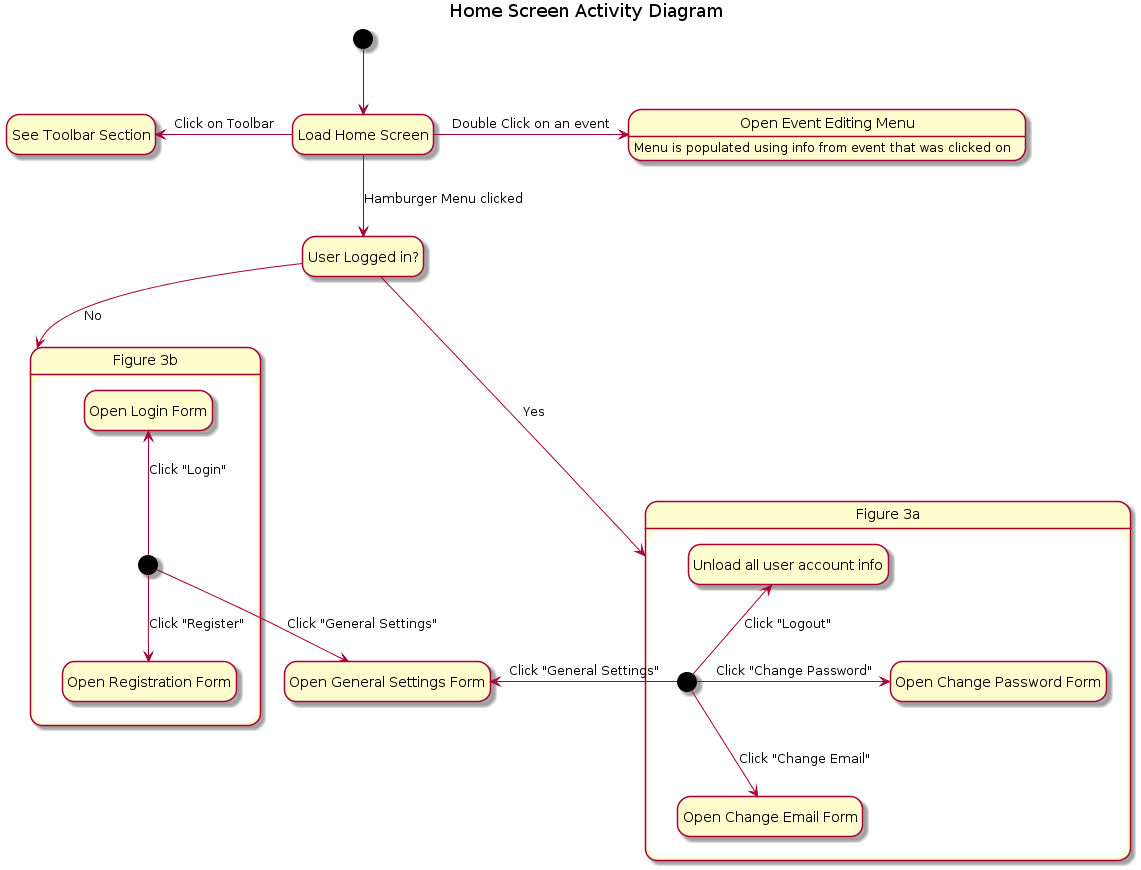 Home Screen Activity Diagram
Click on Toolbar
Double Click on an event
See Toolbar Section
Load Home Screen
Open Event Editing Menu
Menu is populated using info from event that was clicked on
Hamburger Menu clicked
User Logged in?
No
Yes
Figure 3b
Open Login Form
Click "Login"
Click "Register"
Click "General Settings"
Open Registration Form
Open General Settings Form
Figure 3a
Unload all user account info
Click "Logout"
Click "General Settings"
Click "Change Password"
Open Change Password Form
Click "Change Email"
Open Change Email Form